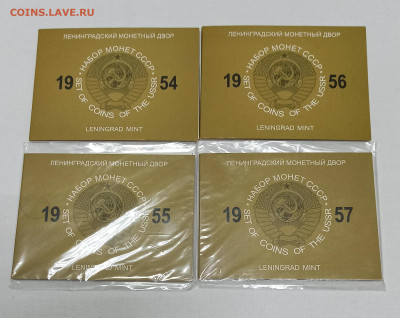 COINS.LAVE.RU
ЛЕНИНГРАДСКИЙ МОНЕТНЫЙ ДВОР
НАБОР МОНЕТ СССР
19 54
SET OF COINS OF THE USSR
LENINGRAD MINT
ЛЕНИНГРАДСКИЙ МОНЕТНЫЙ ДВОР
НАБОР МОНЕТ СССР
19 56
SET OF COINS OF THE USSR
LENINGRAD MINT
ЛЕНИНГРАДСКИЙ МОНЕТНЫЙ ДВОР
НАБОР МОНЕТ СССР
19 55
SET OF COINS OF THE USSR
LENINGRAD MINT
ЛЕНИНГРАДСКИЙ МОНЕТНЫЙ ДВОР
НАБОР МОНЕТ СССР
19 57
SET OF COINS OF THE USSR
LENINGRAD MINT